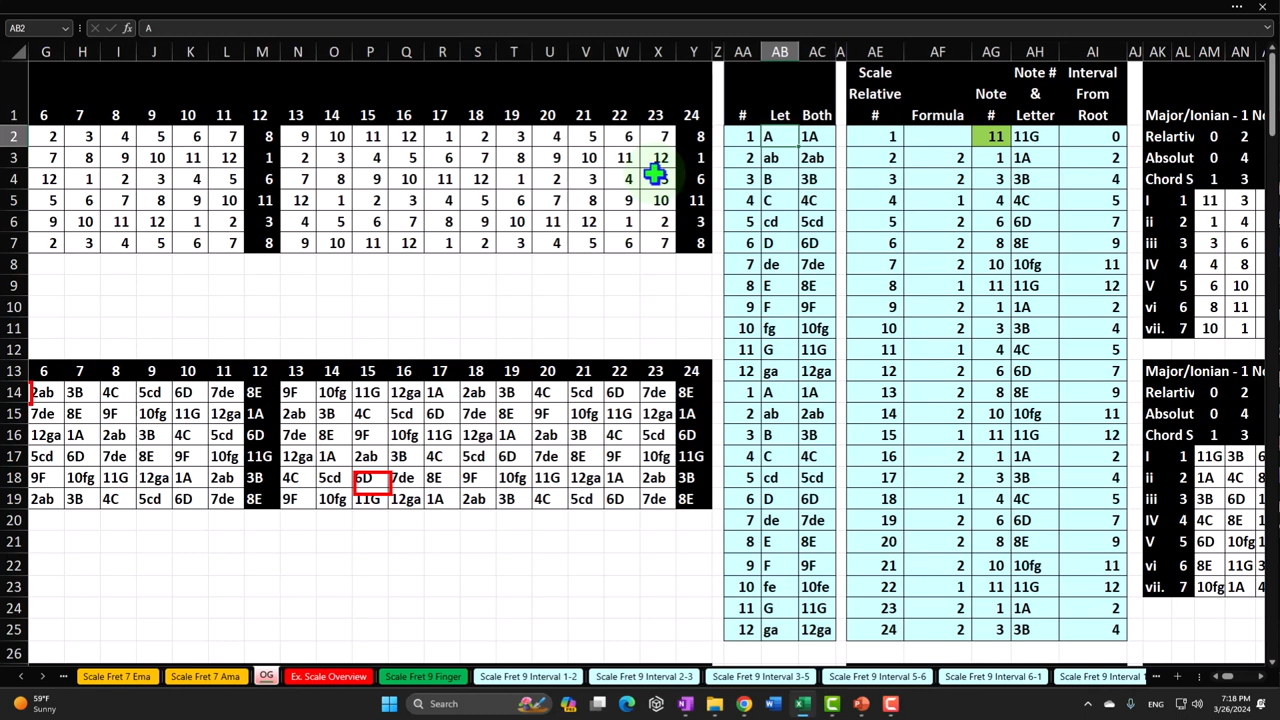 AB2 fx A
G H I J K L M N O P Q R S T U V W X Y Z AA AB AC A AE AF AG AH AI AJ AK AL AM AN
Scale Note # Interval
Relative Note & From
1 6 7 8 9 10 11 12 13 14 15 16 17 18 19 20 21 22 23 24 # Let Both # Formula # Letter Root Major/Ionian - 1 No
2 2 3 4 5 6 7 8 9 10 11 12 1 2 3 4 5 6 7 8 1 A 1A 1 11 11G 0 Relartiv 0 2
3 7 8 9 10 11 12 1 2 3 4 5 6 7 8 9 10 11 12 1 2 ab 2ab 2 2 1 1A 2 Absolut 0 4
4 12 1 2 3 4 5 6 7 8 9 10 11 12 1 2 3 4 6 3 B 3B 3 2 3 3B 4 Chord S 1 3
5 5 6 7 8 9 10 11 12 1 2 3 4 5 6 7 8 9 10 11 4 C 4C 4 1 4 4C 5 I 1 11 3
6 9 10 11 12 1 2 3 4 5 6 7 8 9 10 11 12 1 2 3 5 cd 5cd 5 2 6 6D 7 ii 2 1 4
7 2 3 4 5 6 7 8 9 10 11 12 1 2 3 4 5 6 7 8 6 D 6D 6 2 8 8E 9 iii 3 3 6
8 7 de 7de 7 2 10 10fg 11 IV 4 4 8
9 8 E 8E 8 1 11 11G 12 V 5 6 10
10 9 F 9F 9 2 1 1A 2 vi 6 8 11
11 10 fg 10fg 10 2 3 3B 4 vii. 7 10 1
12 11 G 11G 11 1 4 4C 5
13 6 7 8 9 10 11 12 13 14 15 16 17 18 19 20 21 22 23 24 12 ga 12ga 12 2 6 6D 7 Major/Ionian - 1 No
14 2ab 3B 4C 5cd 6D 7de 8E 9F 10fg 11G 12ga 1A 2ab 3B 4C 5cd 6D 7de 8E 1 A 1A 13 2 8 8E 9 Relartiv 0 2
15 7de 8E 9F 10fg 11G 12ga 1A 2ab 3B 4C 5cd 6D 7de 8E 9F 10fg 11G 12ga 1A 2 ab 2ab 14 2 10 10fg 11 Absolut 0 4
16 12ga 1A 2ab 3B 4C 5cd 6D 7de 8E 9F 10fg 11G 12ga 1A 2ab 3B 4C 5cd 6D 3 B 3B 15 1 11 11G 12 Chord S 1 3
17 5cd 6D 7de 8E 9F 10fg 11G 12ga 1A 2ab 3B 4C 5cd 6D 7de 8E 9F 10fg 11G 4 C 4C 16 2 1 1A 2 I 1 11G 3B
18 9F 10fg 11G 12ga 1A 2ab 3B 4C 5cd 6D 7de 8E 9F 10fg 11G 12ga 1A 2ab 3B 5 cd 5cd 17 2 3 3B 4 ii 2 1A 4C
19 2ab 3B 4C 5cd 6D 7de 8E 9F 10fg 11G 12ga 1A 2ab 3B 4C 5cd 6D 7de 8E 6 D 6D 18 1 4 4C 5 iii 3 3B 6D
20 7 de 7de 19 2 6 6D 7 IV 4 4C 8E
21 8 E 8E 20 2 8 8E 9 V 5 6D 10fg
22 9 F 9F 21 2 10 10fg 11 vi 6 8E 11G
23 10 fe 10fe 22 1 11 11G 12 vii. 7 10fg 1A
24 11 G 11G 23 2 1 1A 2
25 12 ga 12ga 24 2 3 3B 4
26
Scale Fret 7 Ema Scale Fret 7 Ama OG Ex. Scale Overview Scale Fret 9 Finger Scale Fret 9 Interval 1-2 Scale Fret 9 Interval 2-3 Scale Fret 9 Interval 3-5 Scale Fret 9 Interval 5-6 Scale Fret 9 Interval 6-1 Scale Fret 9 Interval 1
59°F
Sunny
Search
ENG
7:18 PM
3/26/2024